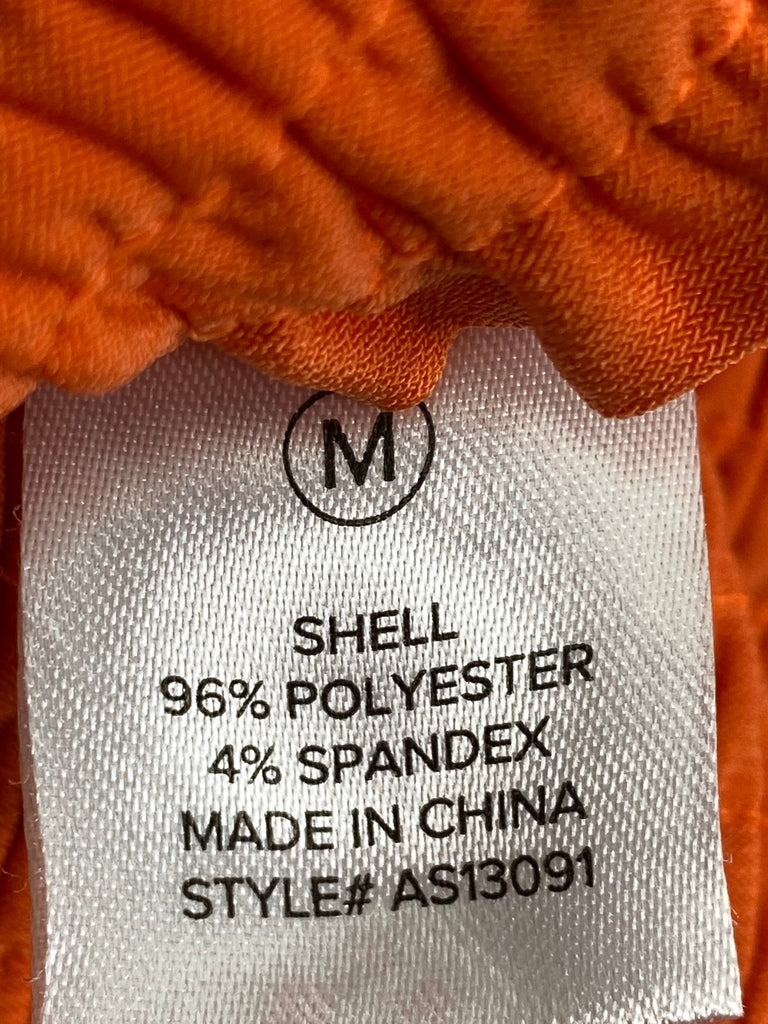 M
SHELL
96% POLYESTER
4% SPANDEX
MADE IN CHINA
STYLE# AS13091